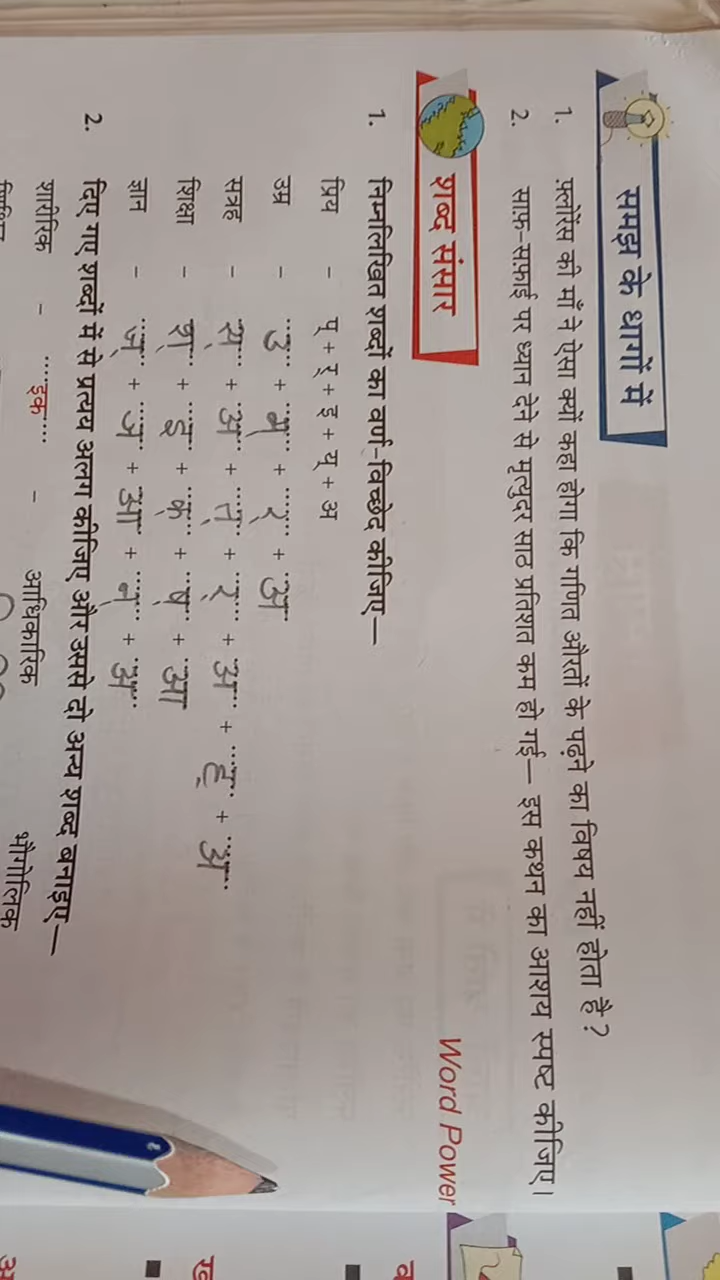 समझ के धागों में
1. फ़्लोरेंस की माँ ने ऐसा क्यों कहा होगा कि गणित औरतों के पढ़ने का विषय नहीं होता है?
2. साफ़-सफ़ाई पर ध्यान देने से मृत्युदर साठ प्रतिशत कम हो गई— इस कथन का आशय स्पष्ट कीजिए।
शब्द संसार
Word Power
1. निम्नलिखित शब्दों का वर्ण-विच्छेद कीजिए—
प्रिय - प् + र् + इ + य् + अ
उम्र - उ + म् + र् + अ
सत्रह - स् + अ + त् + र् + अ + ह् + अ
शिक्षा - श् + इ + क् + ष् + आ
ज्ञान - ज् + ञ + आ + न् + अ
2. दिए गए शब्दों में से प्रत्यय अलग कीजिए और उससे दो अन्य शब्द बनाइए—
शारीरिक - इक - आधिकारिक भौगोलिक